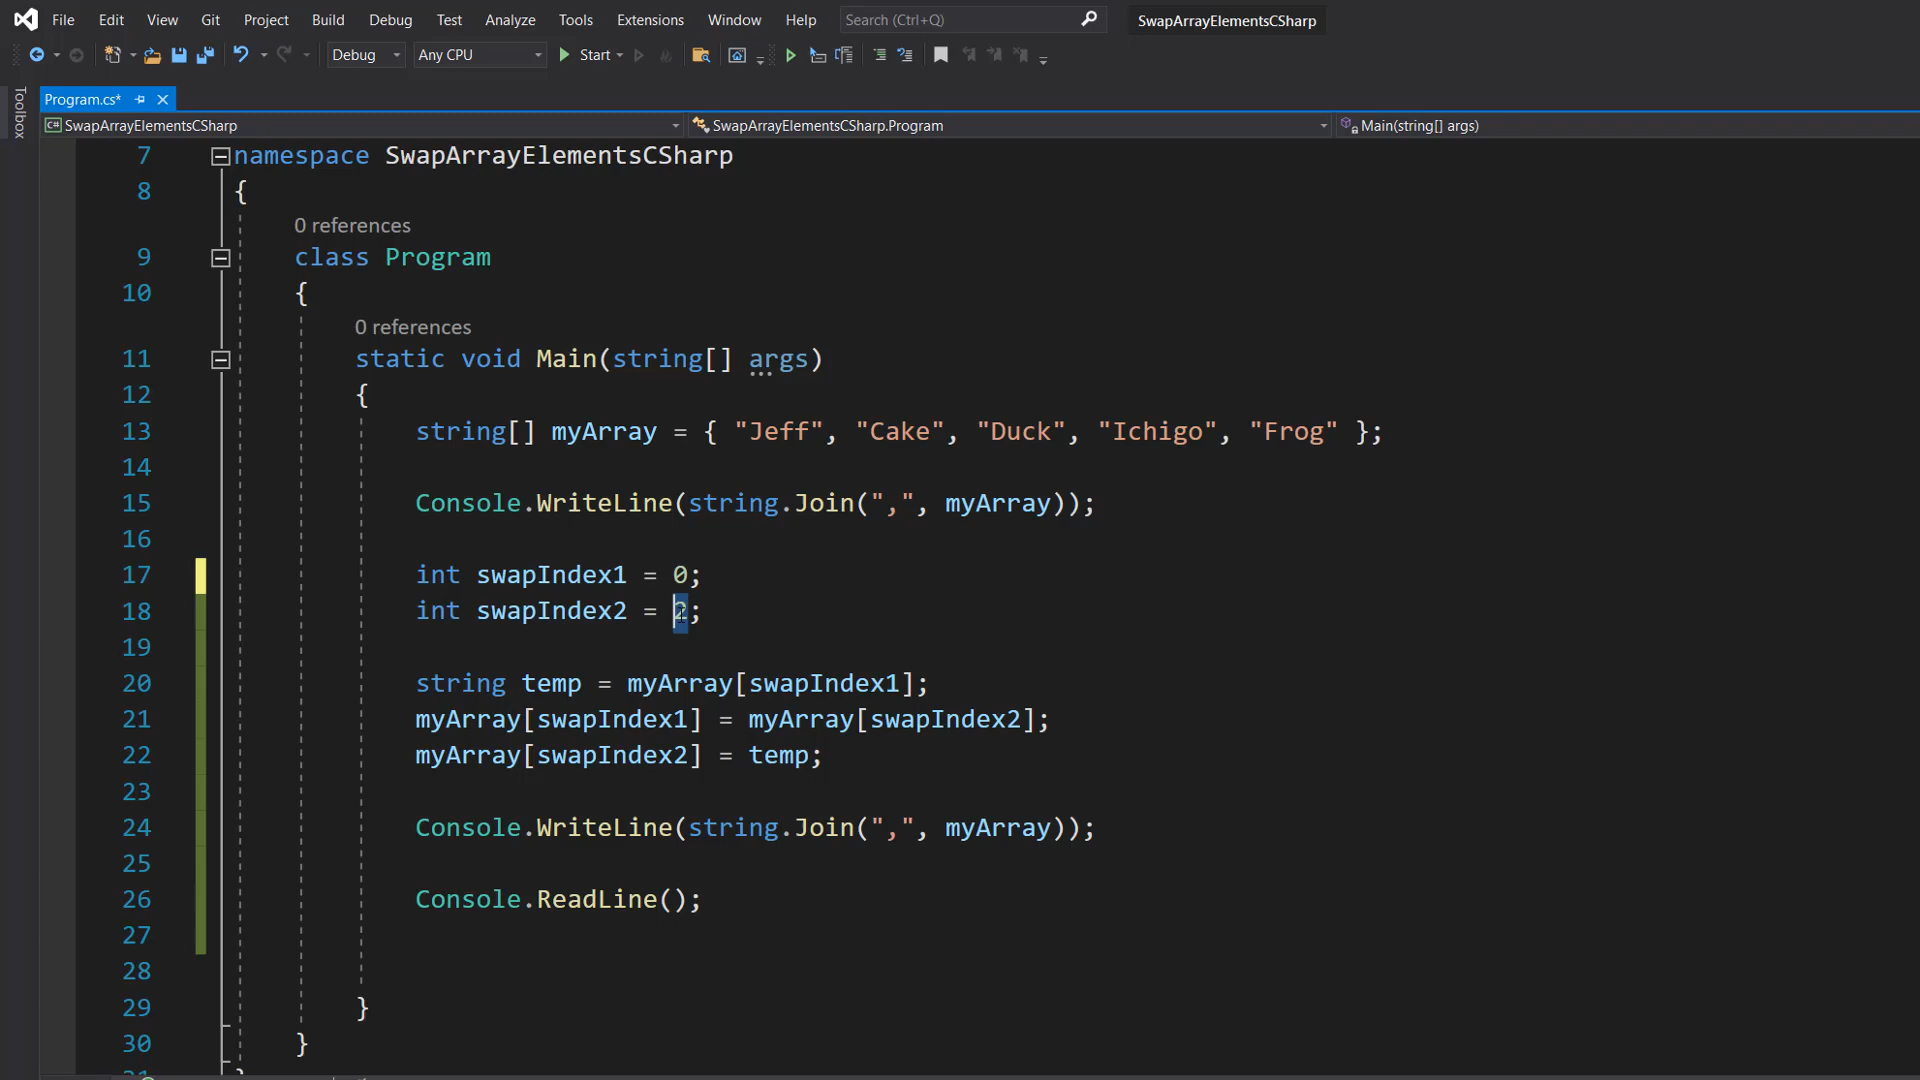 File Edit View Git Project Build Debug Test Analyze Tools Extensions Window Help Search (Ctrl+Q) SwapArrayElementsCSharp
Debug Any CPU Start
Toolbox
Program.cs*
C# SwapArrayElementsCSharp SwapArrayElementsCSharp.Program Main(string[] args)
7 namespace SwapArrayElementsCSharp
8 {
0 references
9 class Program
10 {
0 references
11 static void Main(string[] args)
12 {
13 string[] myArray = { "Jeff", "Cake", "Duck", "Ichigo", "Frog" };
14
15 Console.WriteLine(string.Join(",", myArray));
16
17 int swapIndex1 = 0;
18 int swapIndex2 = 2;
19
20 string temp = myArray[swapIndex1];
21 myArray[swapIndex1] = myArray[swapIndex2];
22 myArray[swapIndex2] = temp;
23
24 Console.WriteLine(string.Join(",", myArray));
25
26 Console.ReadLine();
27
28
29 }
30 }
31 }